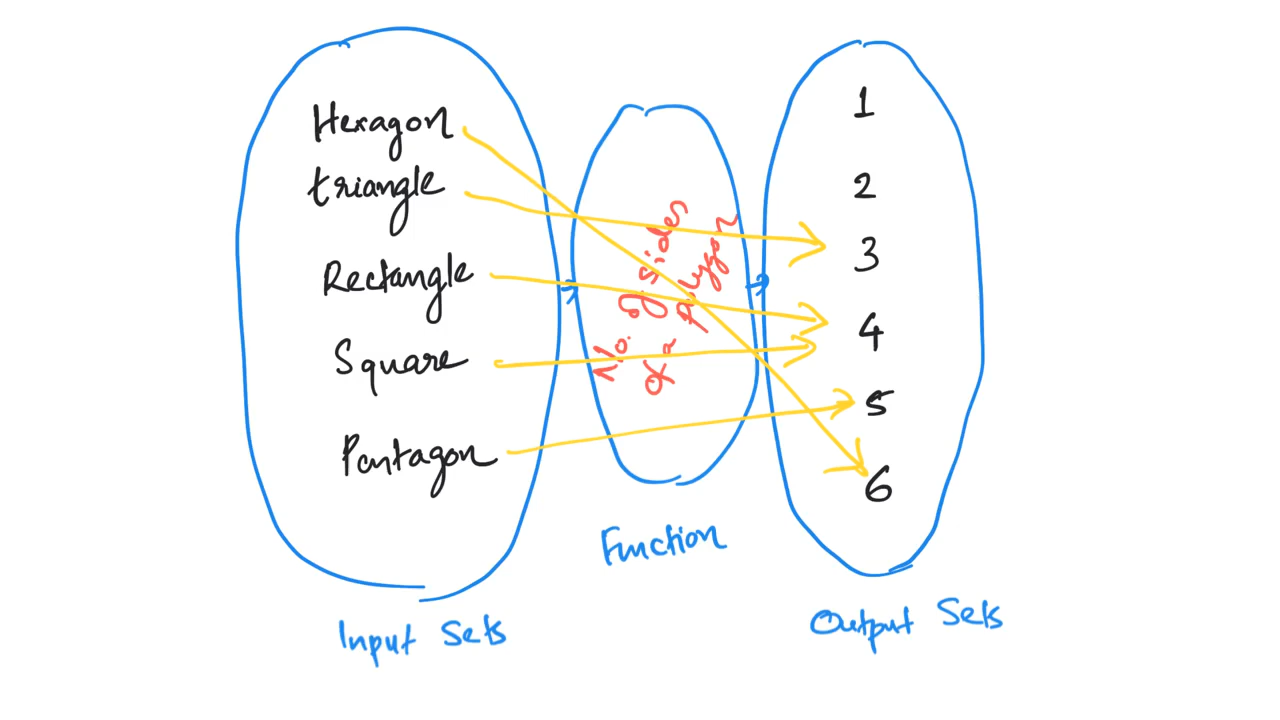 Hexagon
triangle
Rectangle
Square
Pentagon
No. of sides
of a polygon
1
2
3
4
5
6
Function
Input Sets
Output Sets